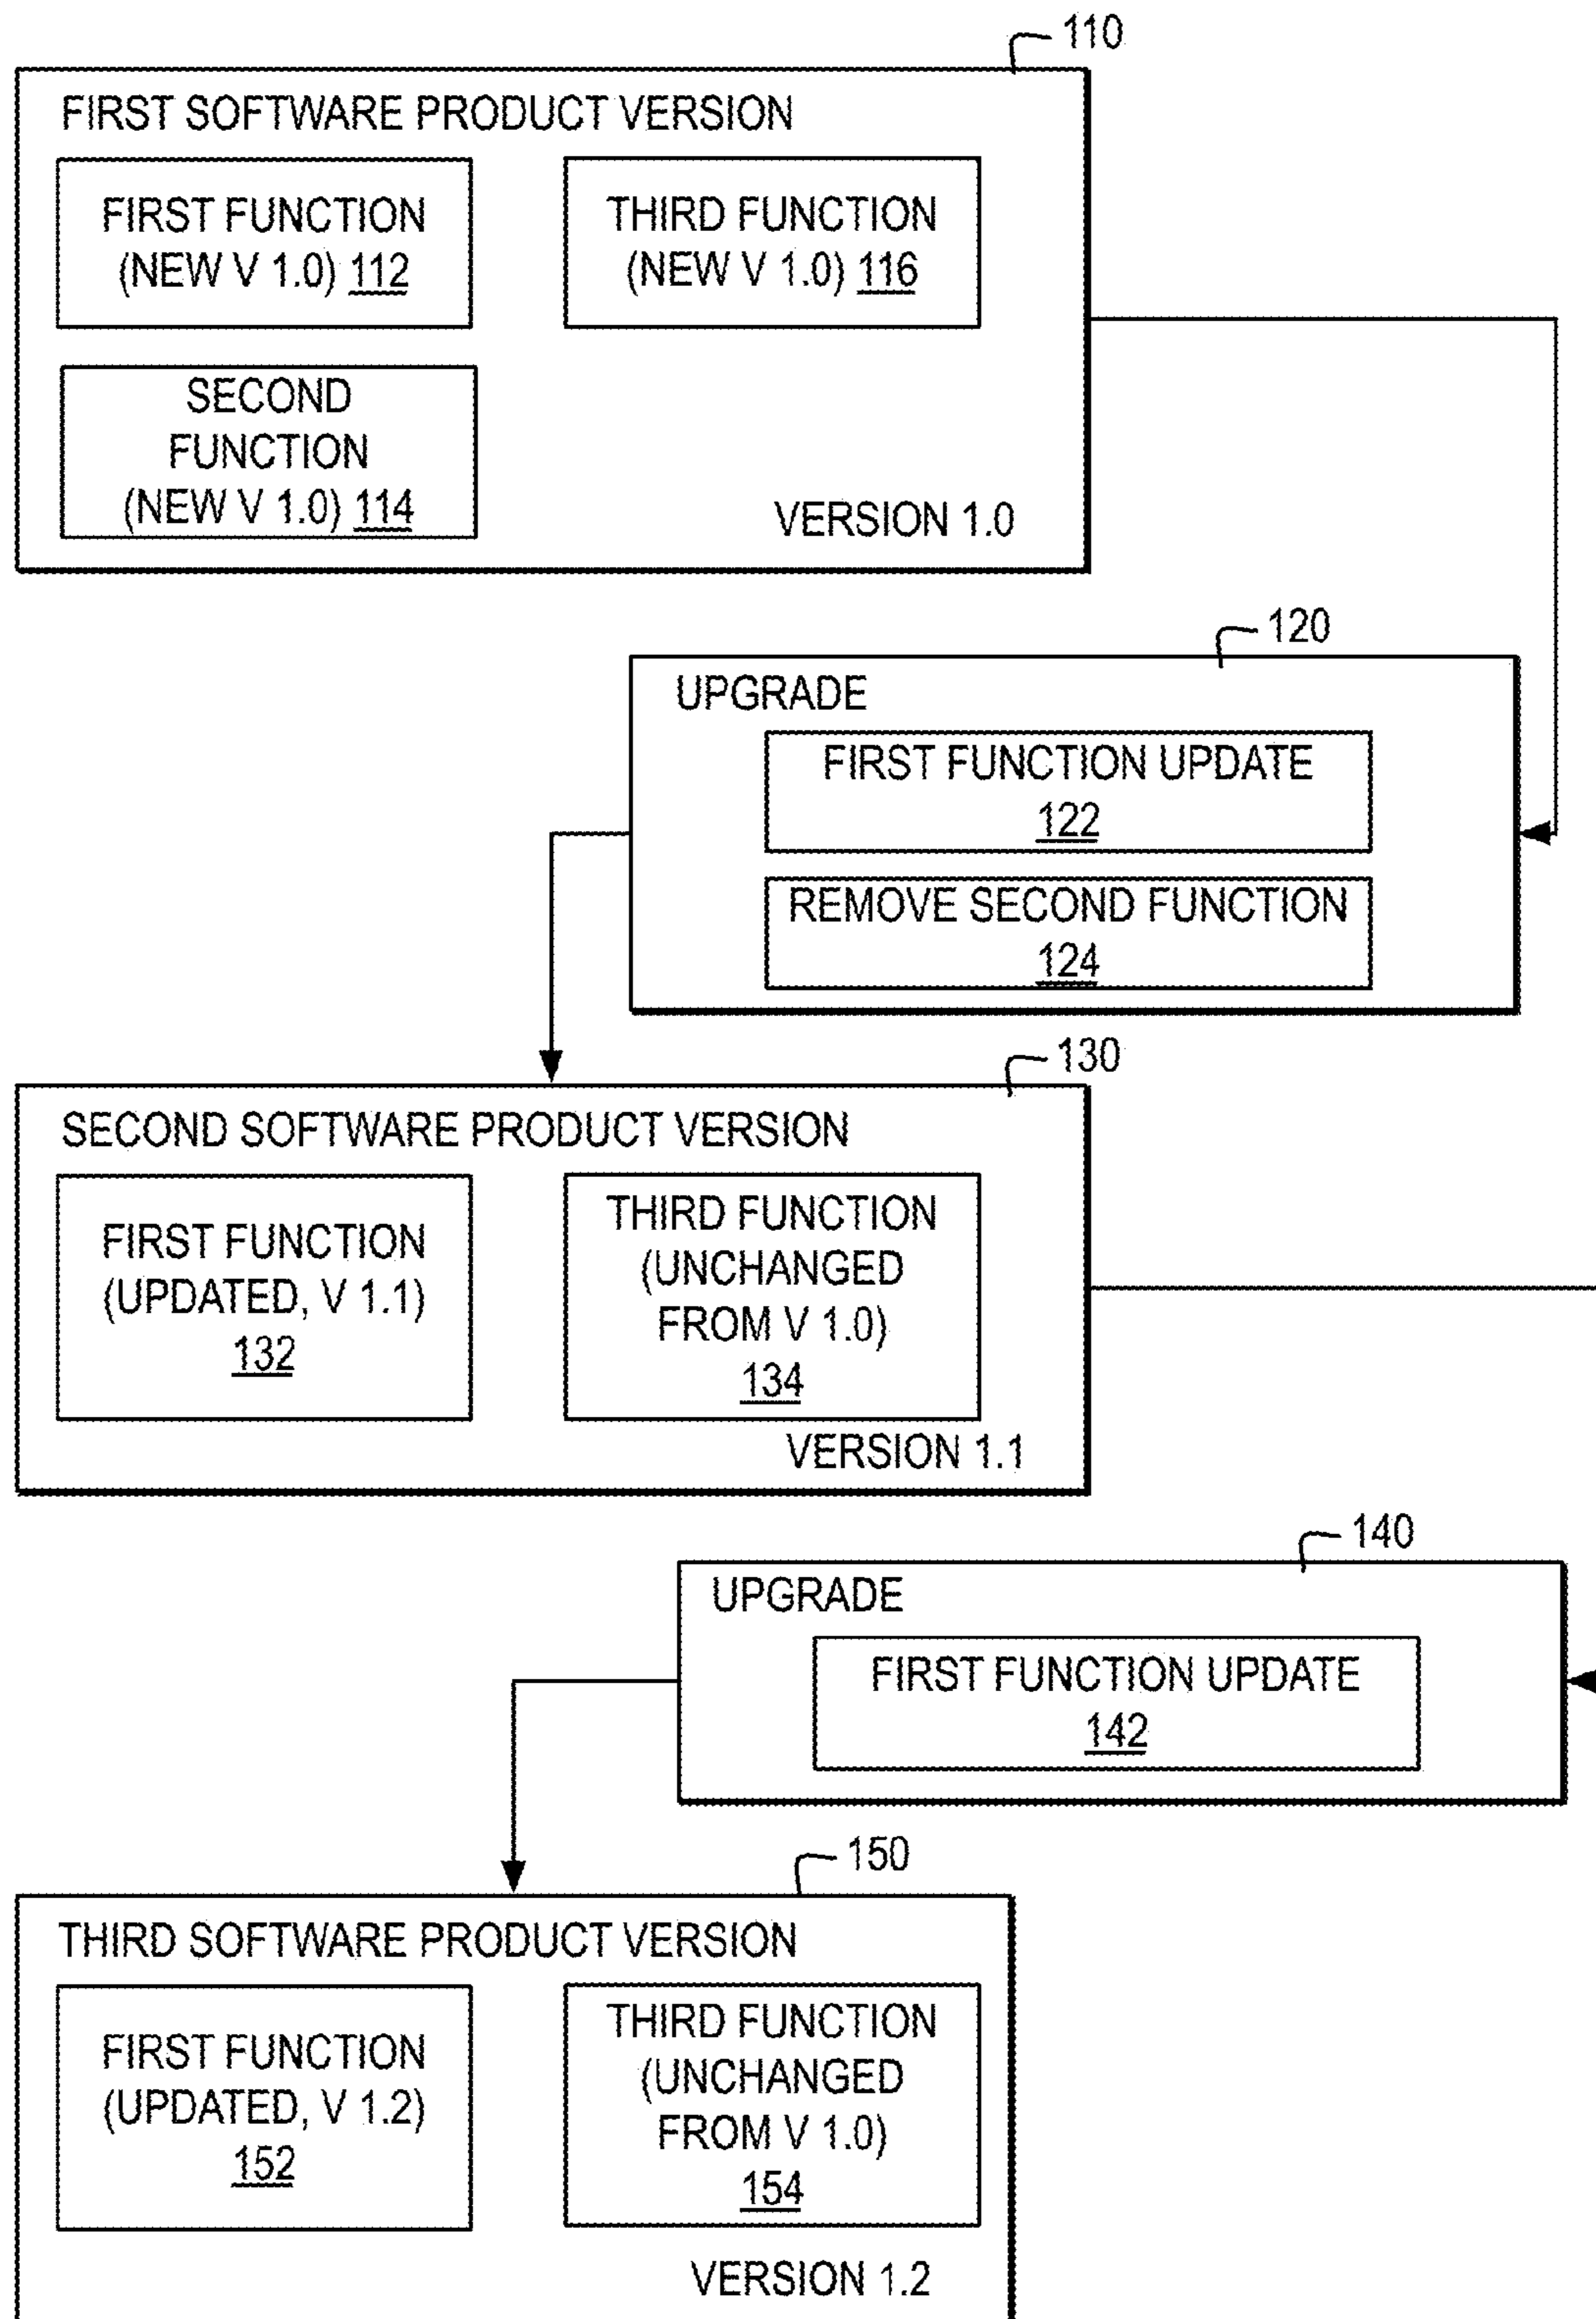 110
FIRST SOFTWARE PRODUCT VERSION
FIRST FUNCTION
(NEW V 1.0) 112
THIRD FUNCTION
(NEW V 1.0) 116
SECOND
FUNCTION
(NEW V 1.0) 114
VERSION 1.0
120
UPGRADE
FIRST FUNCTION UPDATE
122
REMOVE SECOND FUNCTION
124
130
SECOND SOFTWARE PRODUCT VERSION
FIRST FUNCTION
(UPDATED, V 1.1)
132
THIRD FUNCTION
(UNCHANGED
FROM V 1.0)
134
VERSION 1.1
140
UPGRADE
FIRST FUNCTION UPDATE
142
150
THIRD SOFTWARE PRODUCT VERSION
FIRST FUNCTION
(UPDATED, V 1.2)
152
THIRD FUNCTION
(UNCHANGED
FROM V 1.0)
154
VERSION 1.2